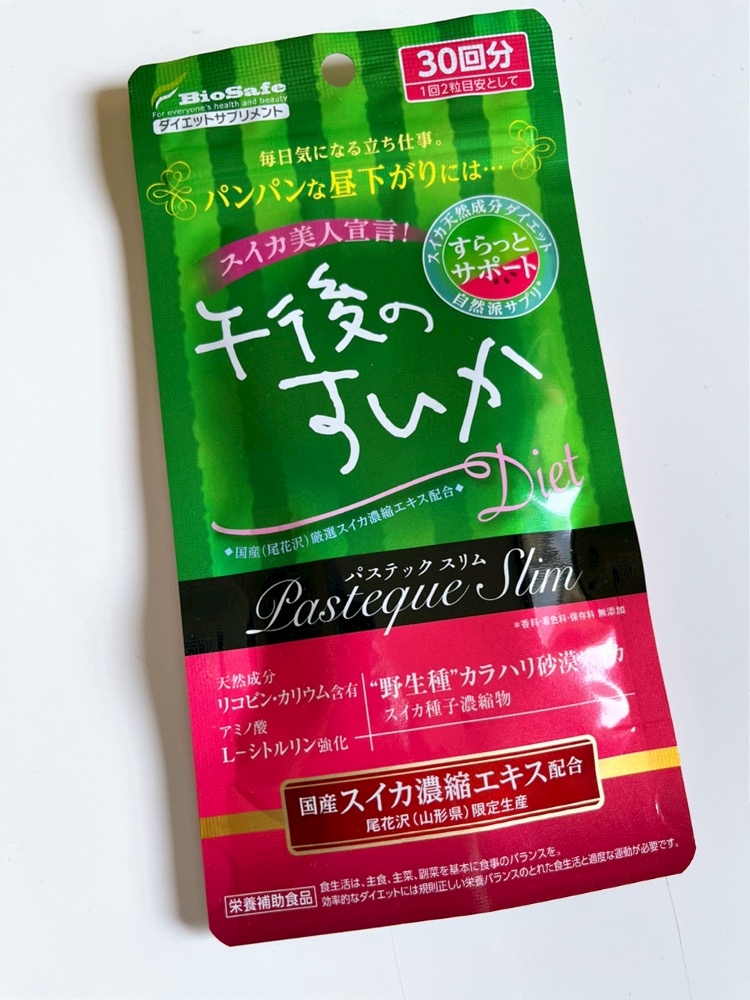 BioSafe
For everyone's health and beauty
ダイエットサプリメント
30回分
1回2粒目安として
毎日気になる立ち仕事。
パンパンな昼下がりには…
スイカ美人宣言!
スイカ天然成分ダイエット
すらっと
サポート
自然派サプリ
午後の
すいか
Diet
◆国産(尾花沢)厳選スイカ濃縮エキス配合◆
パステック スリム
Pasteque Slim
*香料・着色料・保存料 無添加
天然成分
リコピン・カリウム含有
アミノ酸
L-シトルリン強化
"野生種"カラハリ砂漠
スイカ種子濃縮物
国産スイカ濃縮エキス配合
尾花沢(山形県)限定生産
栄養補助食品
食生活は、主食、主菜、副菜を基本に食事のバランスを。
効率的なダイエットには規則正しい栄養バランスのとれた食生活と適度な運動が必要です。